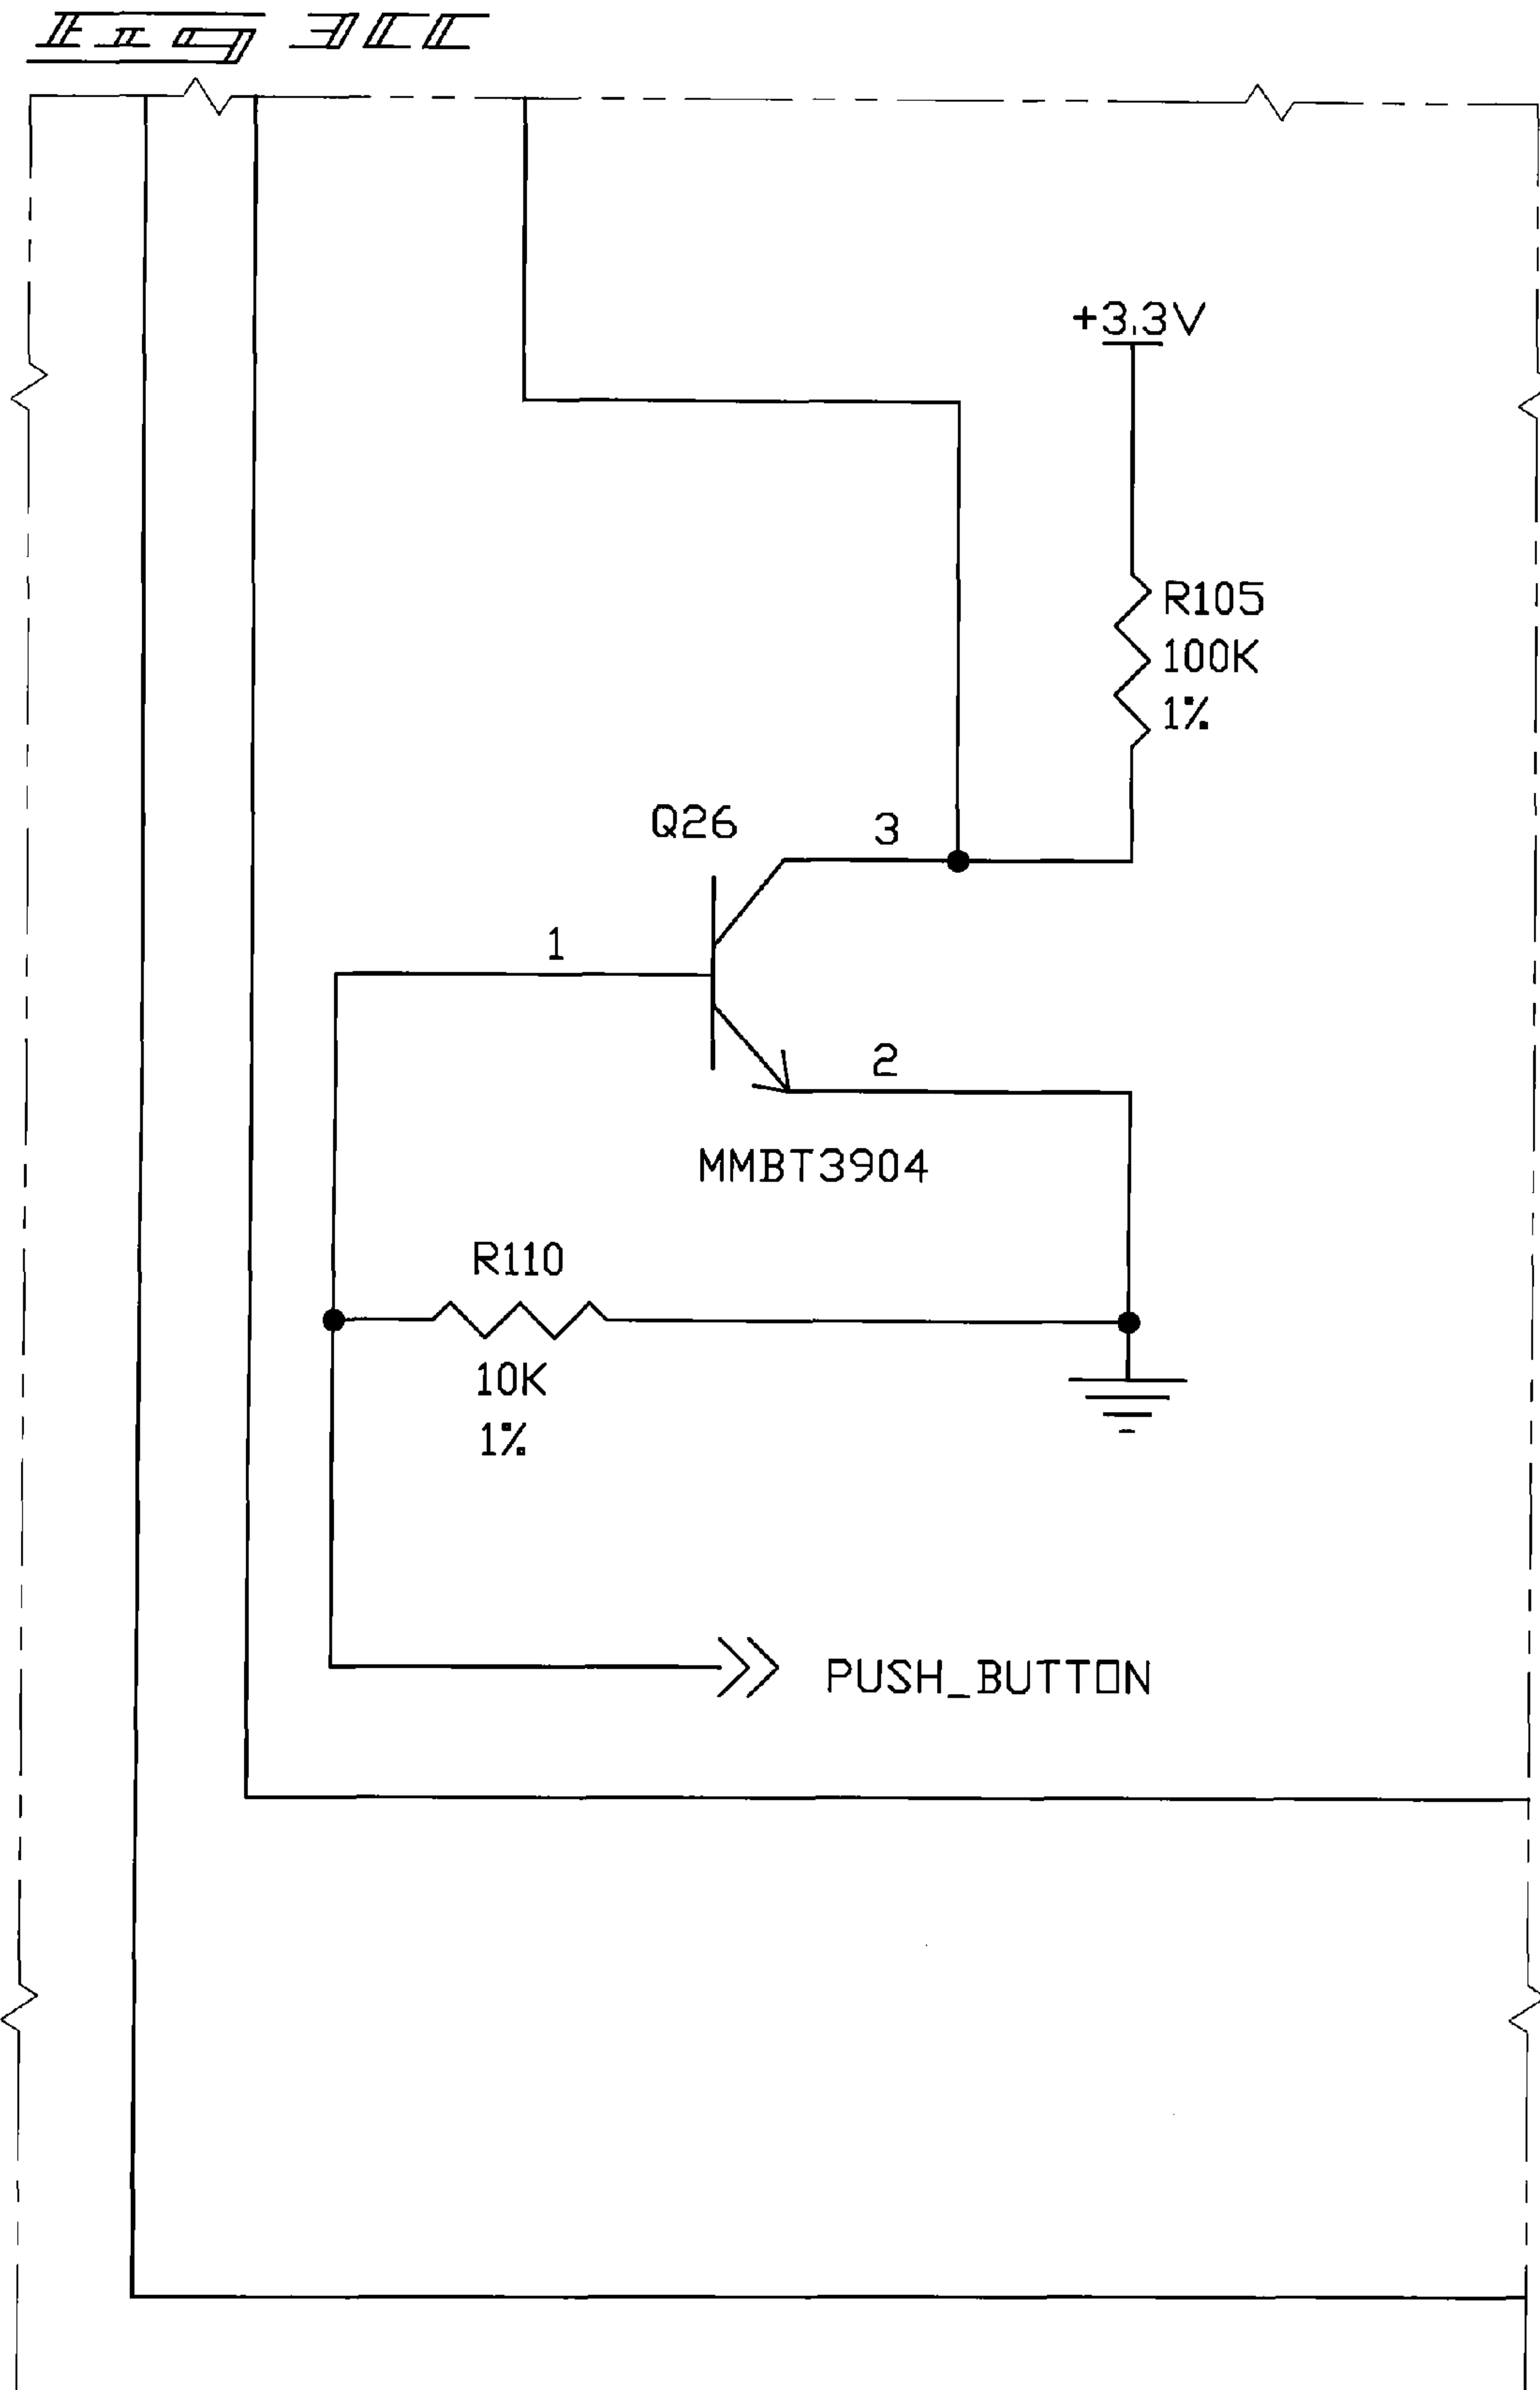 Fig 3CC
+3.3V
R105
100K
1%
Q26
3
1
2
MMBT3904
R110
10K
1%
PUSH_BUTTON